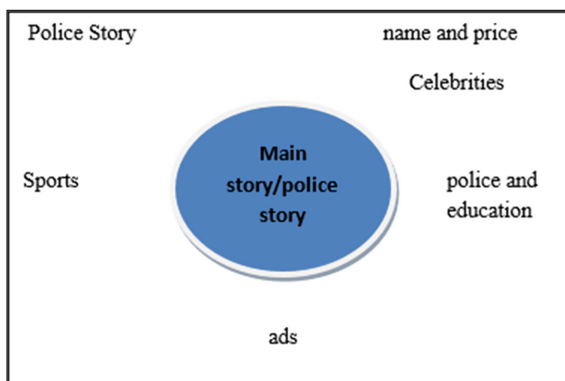 Police Story
name and price
Celebrities
Main
story/police
story
Sports
police and
education
ads